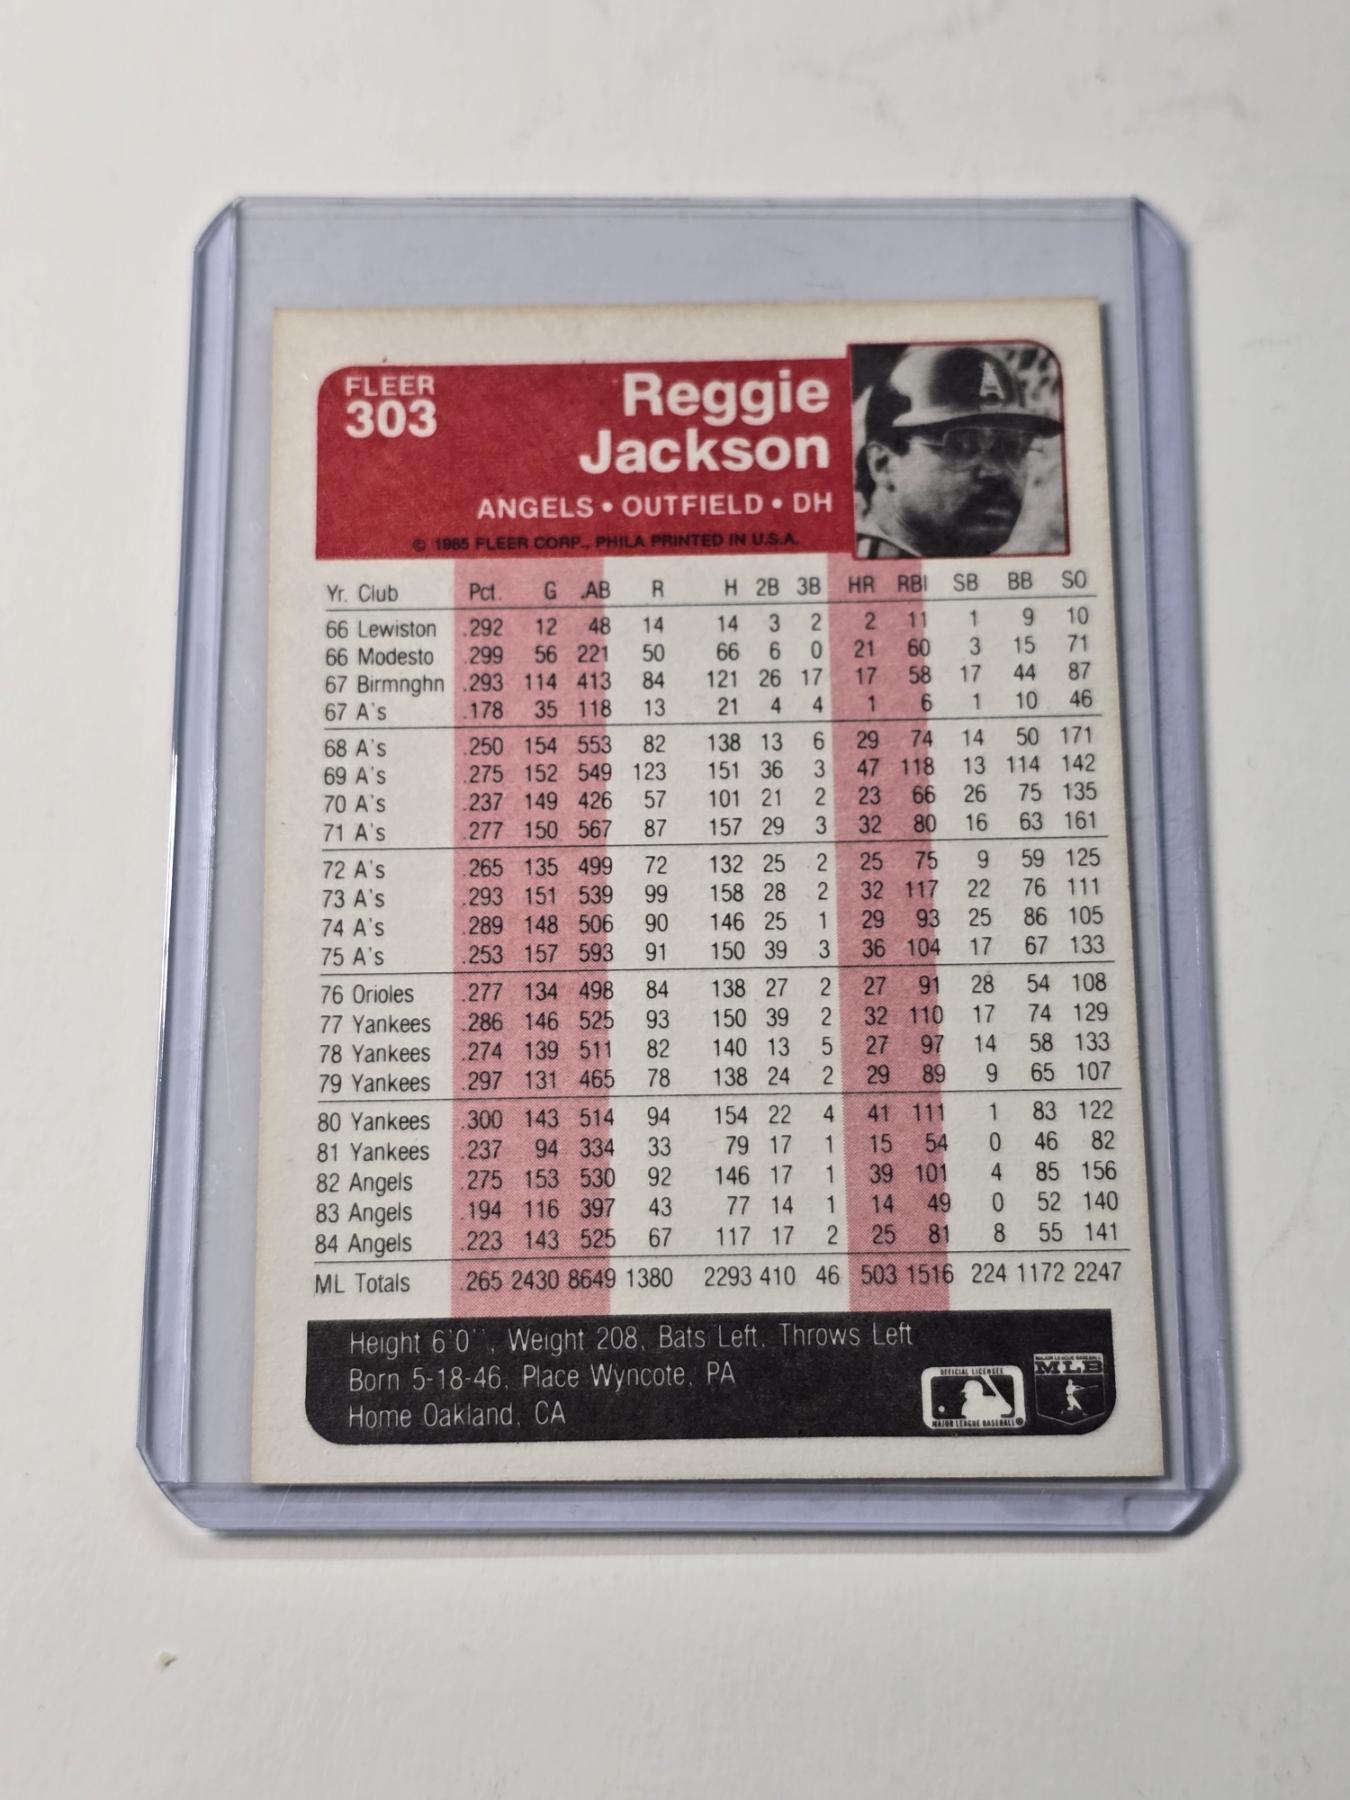 FLEER
303
Reggie
Jackson
ANGELS • OUTFIELD • DH
© 1985 FLEER CORP., PHILA PRINTED IN U.S.A.
Yr. Club Pct. G .AB R H 2B 3B HR RBI SB BB SO
66 Lewiston .292 12 48 14 14 3 2 2 11 1 9 10
66 Modesto .299 56 221 50 66 6 0 21 60 3 15 71
67 Birmnghn .293 114 413 84 121 26 17 17 58 17 44 87
67 A's .178 35 118 13 21 4 4 1 6 1 10 46
68 A's .250 154 553 82 138 13 6 29 74 14 50 171
69 A's .275 152 549 123 151 36 3 47 118 13 114 142
70 A's .237 149 426 57 101 21 2 23 66 26 75 135
71 A's .277 150 567 87 157 29 3 32 80 16 63 161
72 A's .265 135 499 72 132 25 2 25 75 9 59 125
73 A's .293 151 539 99 158 28 2 32 117 22 76 111
74 A's .289 148 506 90 146 25 1 29 93 25 86 105
75 A's .253 157 593 91 150 39 3 36 104 17 67 133
76 Orioles .277 134 498 84 138 27 2 27 91 28 54 108
77 Yankees .286 146 525 93 150 39 2 32 110 17 74 129
78 Yankees .274 139 511 82 140 13 5 27 97 14 58 133
79 Yankees .297 131 465 78 138 24 2 29 89 9 65 107
80 Yankees .300 143 514 94 154 22 4 41 111 1 83 122
81 Yankees .237 94 334 33 79 17 1 15 54 0 46 82
82 Angels .275 153 530 92 146 17 1 39 101 4 85 156
83 Angels .194 116 397 43 77 14 1 14 49 0 52 140
84 Angels .223 143 525 67 117 17 2 25 81 8 55 141
ML Totals .265 2430 8649 1380 2293 410 46 503 1516 224 1172 2247
Height 6'0", Weight 208, Bats Left, Throws Left
Born 5-18-46, Place Wyncote, PA
Home Oakland, CA
OFFICIAL LICENSEE
MAJOR LEAGUE BASEBALL®
MAJOR LEAGUE BASEBALL
MLB
A